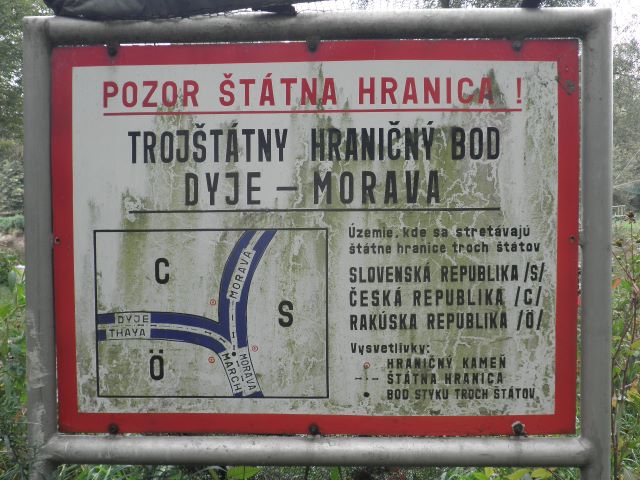 POZOR ŠTÁTNA HRANICA !
TROJŠTÁTNY HRANIČNÝ BOD
DYJE – MORAVA
C
S
Ö
MORAVA
DYJE
THAYA
MORAVA
MARCH
Územie, kde sa stretávajú
štátne hranice troch štátov
SLOVENSKÁ REPUBLIKA /S/
ČESKÁ REPUBLIKA /C/
RAKÚSKA REPUBLIKA /Ö/
Vysvetlivky:
HRANIČNÝ KAMEŇ
ŠTÁTNA HRANICA
BOD STYKU TROCH ŠTÁTOV